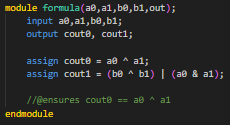 module formula(a0,a1,b0,b1,out);
input a0,a1,b0,b1;
output cout0, cout1;
assign cout0 = a0 ^ a1;
assign cout1 = (b0 ^ b1) | (a0 & a1);
//@ensures cout0 == a0 ^ a1
endmodule